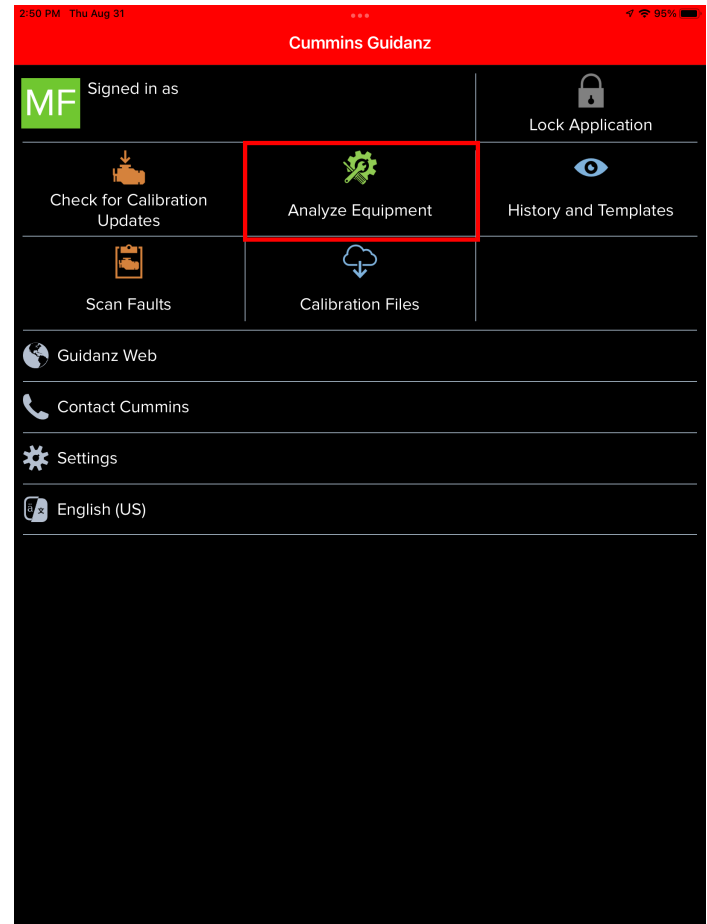 2:50 PM Thu Aug 31
95%
Cummins Guidanz
MF
Signed in as
Lock Application
Check for Calibration
Updates
Analyze Equipment
History and Templates
Scan Faults
Calibration Files
Guidanz Web
Contact Cummins
Settings
English (US)